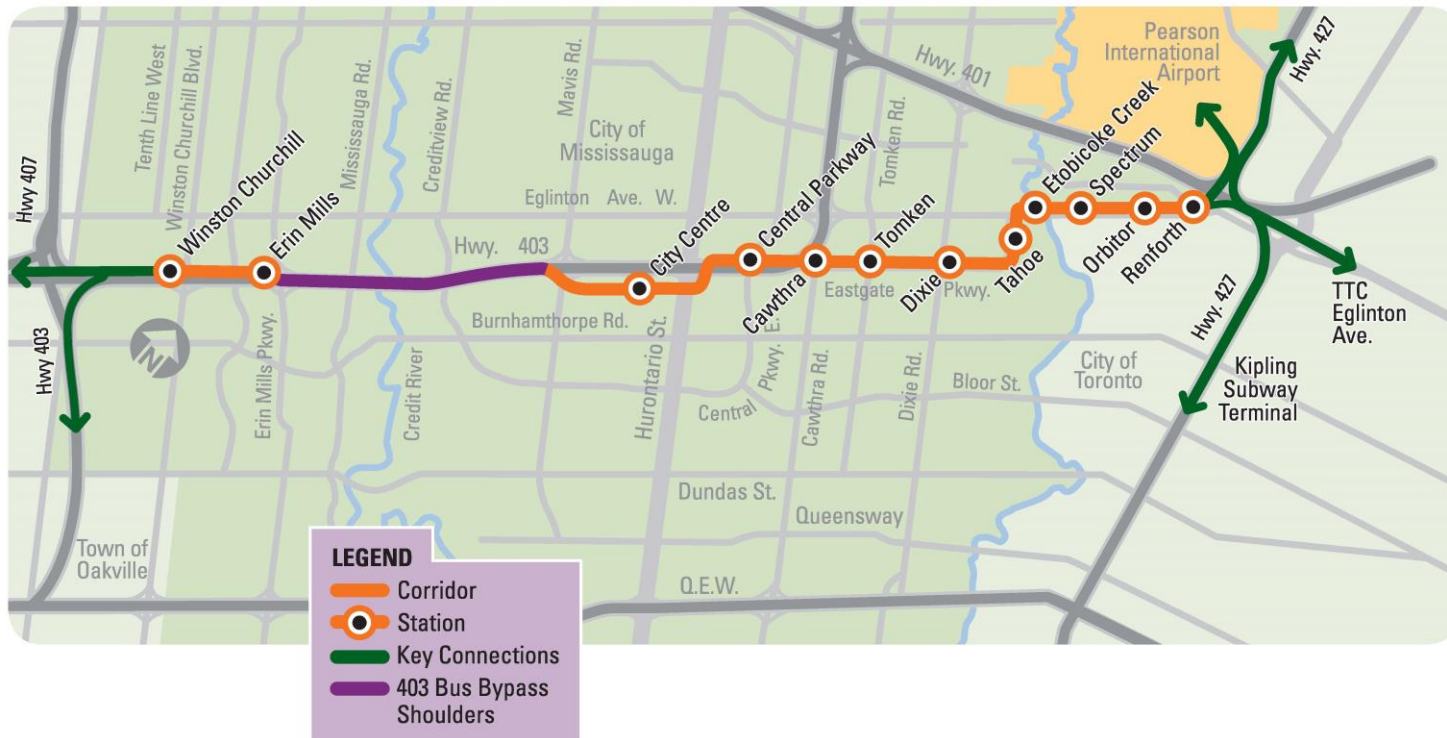 Hwy 407
Tenth Line West
Winston Churchill Blvd.
Mississauga Rd.
Creditview Rd.
Mavis Rd.
City of
Mississauga
Eglinton Ave. W.
Hwy. 401
Tomken Rd.
Pearson
International
Airport
Hwy. 427
Winston Churchill
Erin Mills
Hwy. 403
City Centre
Central Parkway
Cawthra
Tomken
Dixie
Tahoe
Etobicoke Creek
Spectrum
Orbitor
Renforth
Eastgate Pkwy.
TTC
Eglinton
Ave.
Hwy. 427
Kipling
Subway
Terminal
City of
Toronto
Burnhamthorpe Rd.
Hwy 403
N
Erin Mills Pkwy.
Credit River
Hurontario St.
Central Pkwy. E.
Cawthra Rd.
Dixie Rd.
Bloor St.
Dundas St.
Queensway
Q.E.W.
Town of
Oakville
LEGEND
Corridor
Station
Key Connections
403 Bus Bypass
Shoulders